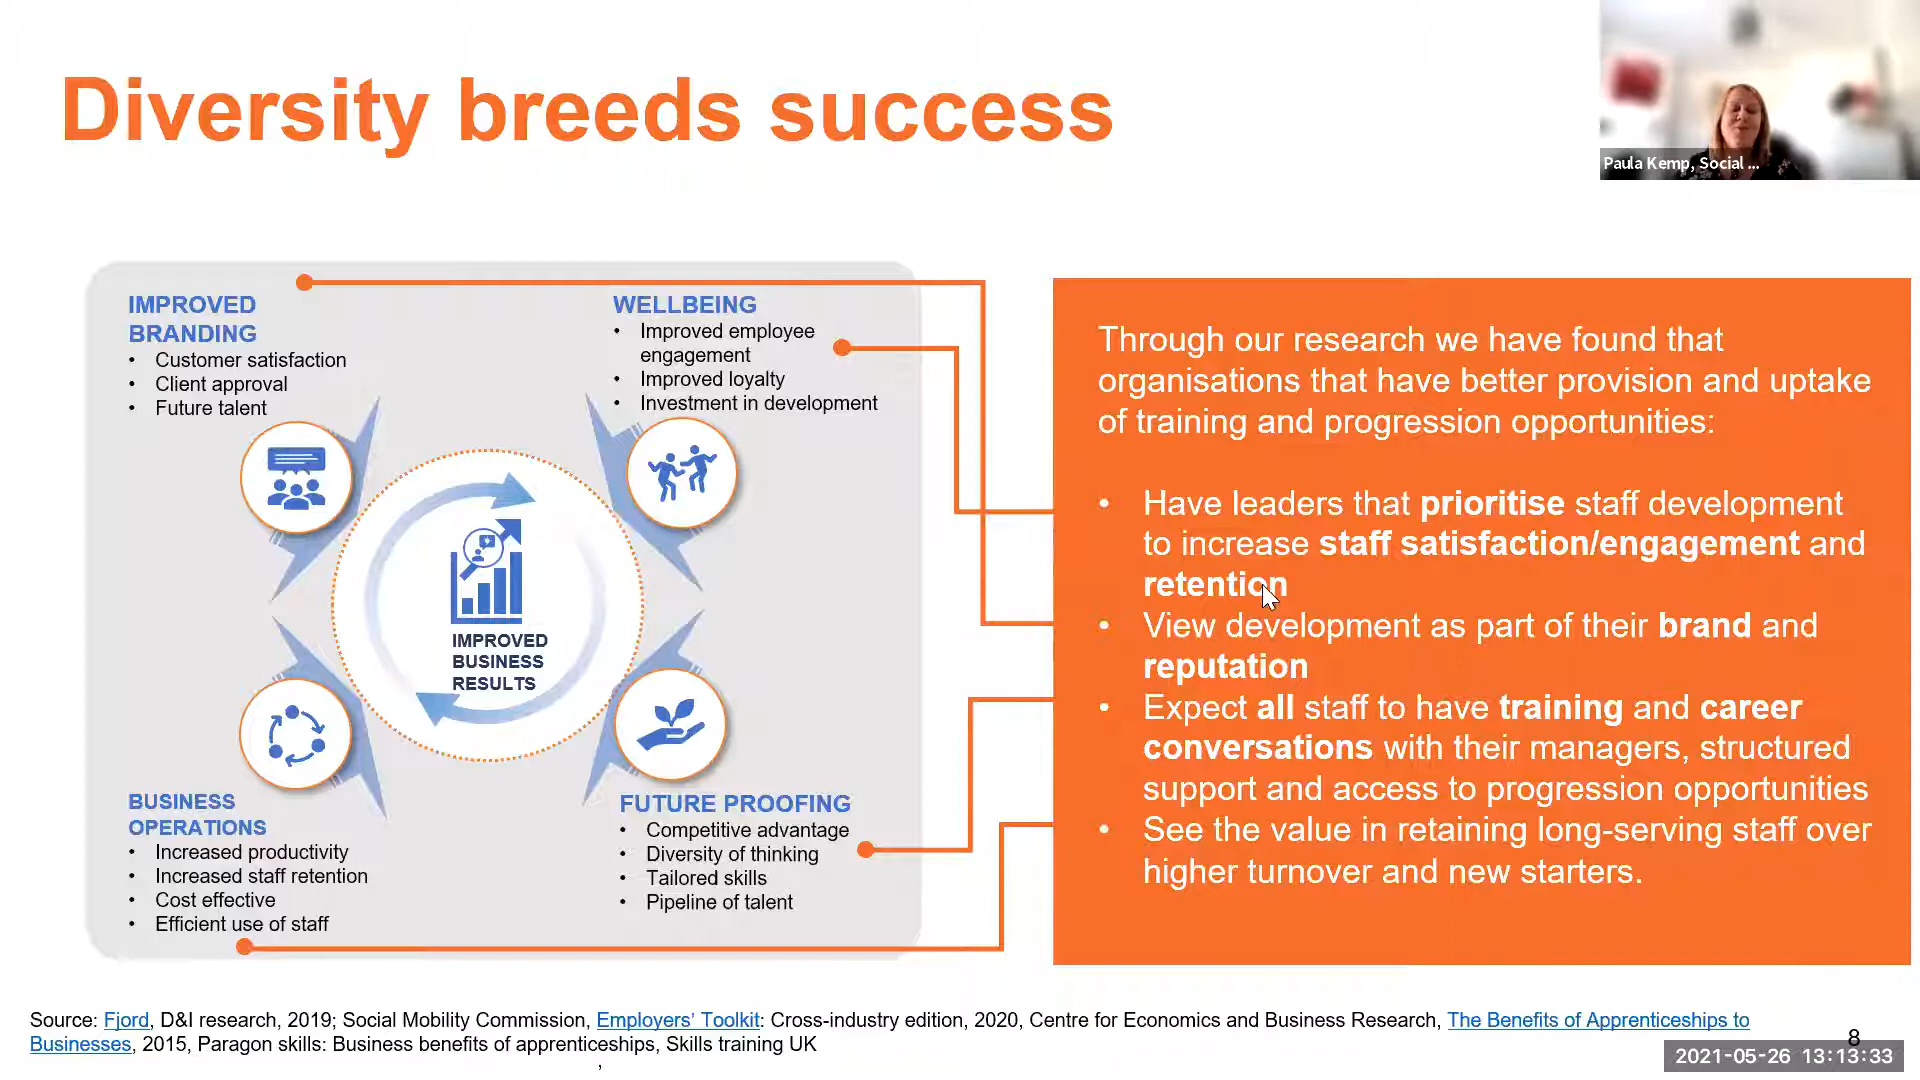 Diversity breeds success
Paula Kemp, Social ...
IMPROVED
BRANDING
• Customer satisfaction
• Client approval
• Future talent
WELLBEING
• Improved employee
engagement
• Improved loyalty
• Investment in development
IMPROVED
BUSINESS
RESULTS
BUSINESS
OPERATIONS
• Increased productivity
• Increased staff retention
• Cost effective
• Efficient use of staff
FUTURE PROOFING
• Competitive advantage
• Diversity of thinking
• Tailored skills
• Pipeline of talent
Through our research we have found that
organisations that have better provision and uptake
of training and progression opportunities:
• Have leaders that prioritise staff development
to increase staff satisfaction/engagement and
retention
• View development as part of their brand and
reputation
• Expect all staff to have training and career
conversations with their managers, structured
support and access to progression opportunities
• See the value in retaining long-serving staff over
higher turnover and new starters.
Source: Fjord, D&I research, 2019; Social Mobility Commission, Employers’ Toolkit: Cross-industry edition, 2020, Centre for Economics and Business Research, The Benefits of Apprenticeships to
Businesses, 2015, Paragon skills: Business benefits of apprenticeships, Skills training UK
,
8
2021-05-26 13:13:33